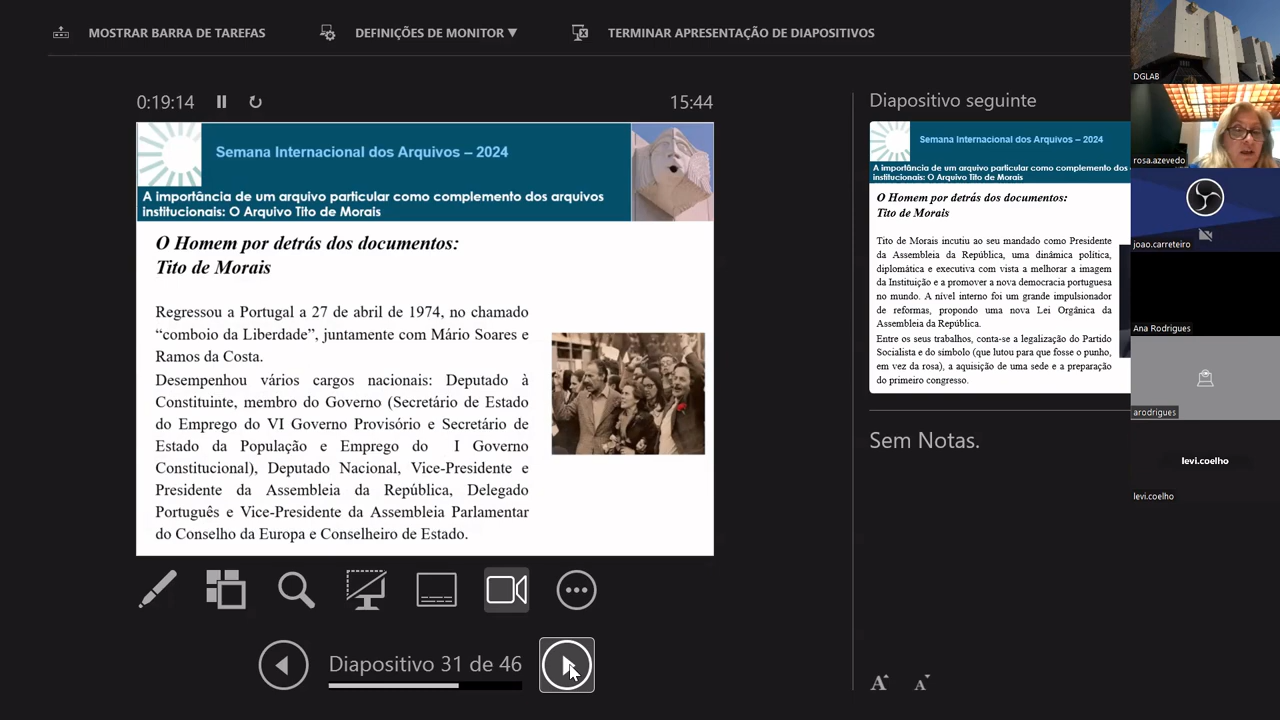 MOSTRAR BARRA DE TAREFAS
DEFINIÇÕES DE MONITOR ▼
TERMINAR APRESENTAÇÃO DE DIAPOSITIVOS
0:19:14
15:44
Semana Internacional dos Arquivos – 2024
A importância de um arquivo particular como complemento dos arquivos
institucionais: O Arquivo Tito de Morais
O Homem por detrás dos documentos:
Tito de Morais
Regressou a Portugal a 27 de abril de 1974, no chamado
“comboio da Liberdade”, juntamente com Mário Soares e
Ramos da Costa.
Desempenhou vários cargos nacionais: Deputado à
Constituinte, membro do Governo (Secretário de Estado
do Emprego do VI Governo Provisório e Secretário de
Estado da População e Emprego do I Governo
Constitucional), Deputado Nacional, Vice-Presidente e
Presidente da Assembleia da República, Delegado
Português e Vice-Presidente da Assembleia Parlamentar
do Conselho da Europa e Conselheiro de Estado.
Diapositivo 31 de 46
Diapositivo seguinte
Semana Internacional dos Arquivos – 2024
A importância de um arquivo particular como complemento dos
institucionais: O Arquivo Tito de Morais
O Homem por detrás dos documentos:
Tito de Morais
Tito de Morais incutiu ao seu mandado como Presidente
da Assembleia da República, uma dinâmica política,
diplomática e executiva com vista a melhorar a imagem
da Instituição e a promover a nova democracia portuguesa
no mundo. A nível interno foi um grande impulsionador
de reformas, propondo uma nova Lei Orgânica da
Assembleia da República.
Entre os seus trabalhos, conta-se a legalização do Partido
Socialista e do símbolo (que lutou para que fosse o punho,
em vez da rosa), a aquisição de uma sede e a preparação
do primeiro congresso.
Sem Notas.
A A
DGLAB
rosa.azevedo
joao.carreteiro
Ana Rodrigues
arodrigues
levi.coelho
levi.coelho